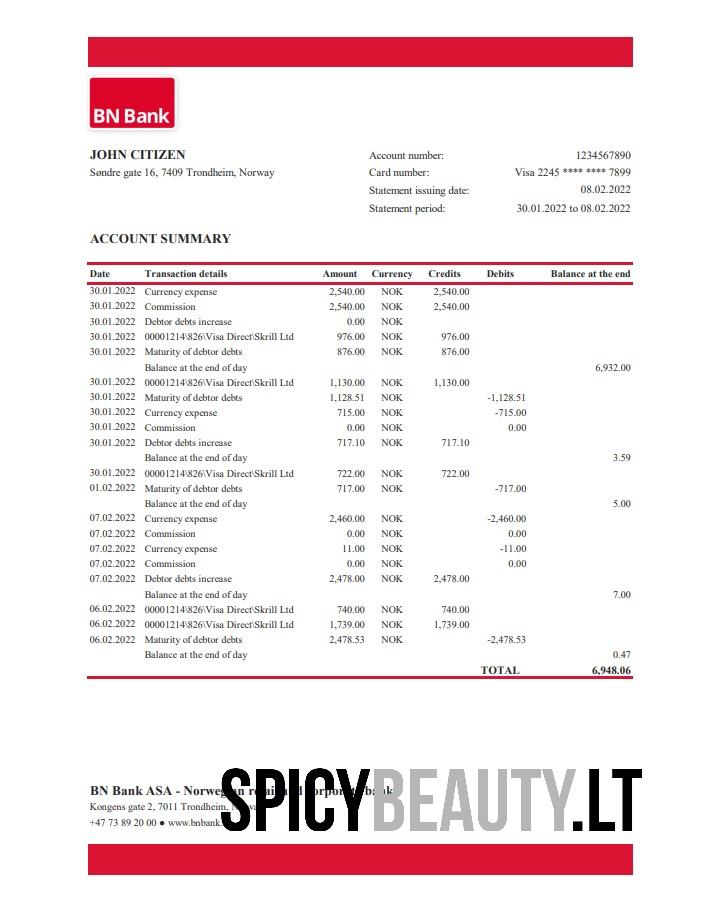 BN Bank
JOHN CITIZEN
Søndre gate 16, 7409 Trondheim, Norway
Account number: 1234567890
Card number: Visa 2245 **** **** 7899
Statement issuing date: 08.02.2022
Statement period: 30.01.2022 to 08.02.2022
ACCOUNT SUMMARY
Date Transaction details Amount Currency Credits Debits Balance at the end
30.01.2022 Currency expense 2,540.00 NOK 2,540.00
30.01.2022 Commission 2,540.00 NOK 2,540.00
30.01.2022 Debtor debts increase 0.00 NOK
30.01.2022 00001214\826\Visa Direct\Skrill Ltd 976.00 NOK 976.00
30.01.2022 Maturity of debtor debts 876.00 NOK 876.00
Balance at the end of day 6,932.00
30.01.2022 00001214\826\Visa Direct\Skrill Ltd 1,130.00 NOK 1,130.00
30.01.2022 Maturity of debtor debts 1,128.51 NOK -1,128.51
30.01.2022 Currency expense 715.00 NOK -715.00
30.01.2022 Commission 0.00 NOK 0.00
30.01.2022 Debtor debts increase 717.10 NOK 717.10
Balance at the end of day 3.59
30.01.2022 00001214\826\Visa Direct\Skrill Ltd 722.00 NOK 722.00
01.02.2022 Maturity of debtor debts 717.00 NOK -717.00
Balance at the end of day 5.00
07.02.2022 Currency expense 2,460.00 NOK -2,460.00
07.02.2022 Commission 0.00 NOK 0.00
07.02.2022 Currency expense 11.00 NOK -11.00
07.02.2022 Commission 0.00 NOK 0.00
07.02.2022 Debtor debts increase 2,478.00 NOK 2,478.00
Balance at the end of day 7.00
06.02.2022 00001214\826\Visa Direct\Skrill Ltd 740.00 NOK 740.00
06.02.2022 00001214\826\Visa Direct\Skrill Ltd 1,739.00 NOK 1,739.00
06.02.2022 Maturity of debtor debts 2,478.53 NOK -2,478.53
Balance at the end of day 0.47
TOTAL 6,948.06
BN Bank ASA - Norwegian retail and corporate bank
Kongens gate 2, 7011 Trondheim,
+47 73 89 20 00 ● www.bnbank.
SPICYBEAUTY.LT